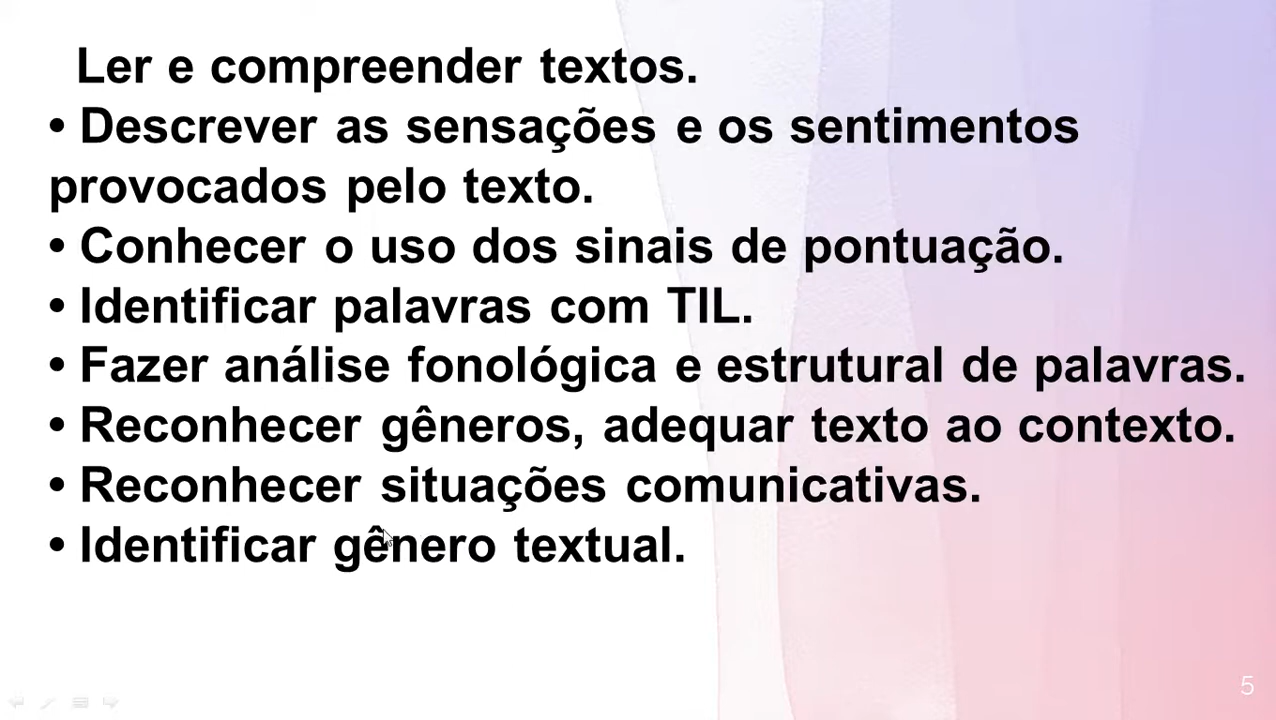 Ler e compreender textos.
• Descrever as sensações e os sentimentos
provocados pelo texto.
• Conhecer o uso dos sinais de pontuação.
• Identificar palavras com TIL.
• Fazer análise fonológica e estrutural de palavras.
• Reconhecer gêneros, adequar texto ao contexto.
• Reconhecer situações comunicativas.
• Identificar gênero textual.
5